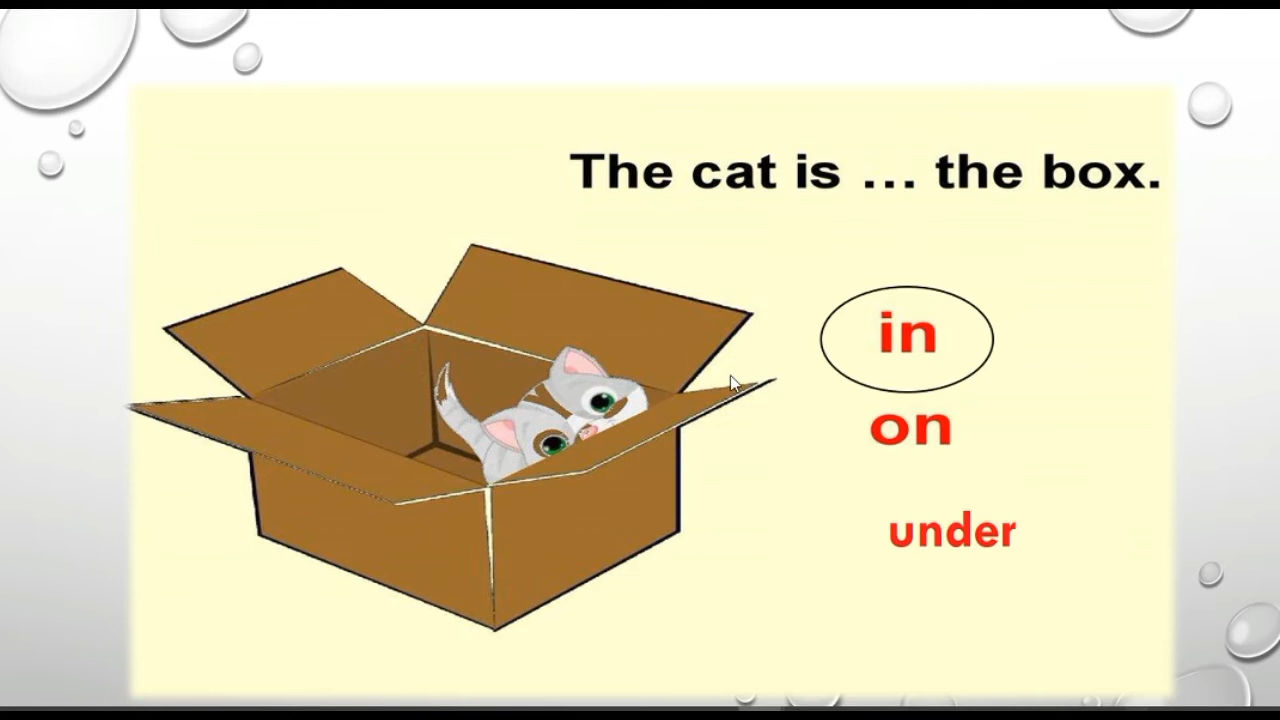 The cat is ... the box.
in
on
under